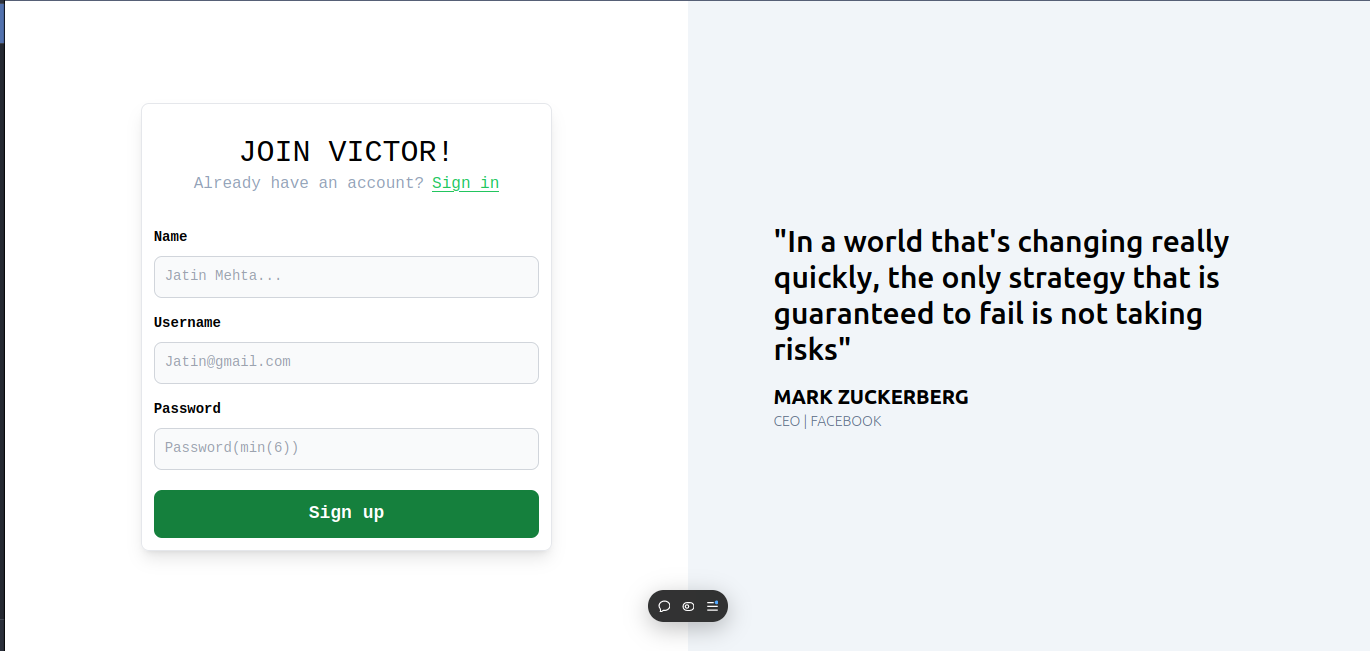 JOIN VICTOR!
Already have an account? Sign in
Name
Jatin Mehta...
Username
Jatin@gmail.com
Password
Password(min(6))
Sign up
"In a world that's changing really
quickly, the only strategy that is
guaranteed to fail is not taking
risks"
MARK ZUCKERBERG
CEO | FACEBOOK